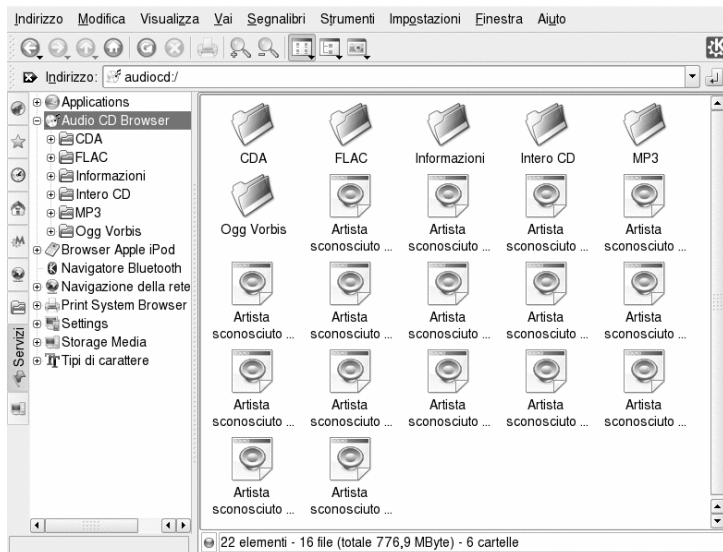 Indirizzo Modifica Visualizza Vai Segnalibri Strumenti Impostazioni Finestra Aiuto
Indirizzo: audiocd:/
Servizi
Applications
Audio CD Browser
CDA
FLAC
Informazioni
Intero CD
MP3
Ogg Vorbis
Browser Apple iPod
Navigatore Bluetooth
Navigazione della rete
Print System Browser
Settings
Storage Media
Tipi di carattere
CDA FLAC Informazioni Intero CD MP3
Ogg Vorbis Artista Artista Artista Artista
sconosciuto ... sconosciuto ... sconosciuto ... sconosciuto ...
Artista Artista Artista Artista Artista
sconosciuto ... sconosciuto ... sconosciuto ... sconosciuto ... sconosciuto ...
Artista Artista Artista Artista Artista
sconosciuto ... sconosciuto ... sconosciuto ... sconosciuto ... sconosciuto ...
Artista Artista
sconosciuto ... sconosciuto ...
22 elementi - 16 file (totale 776,9 MByte) - 6 cartelle